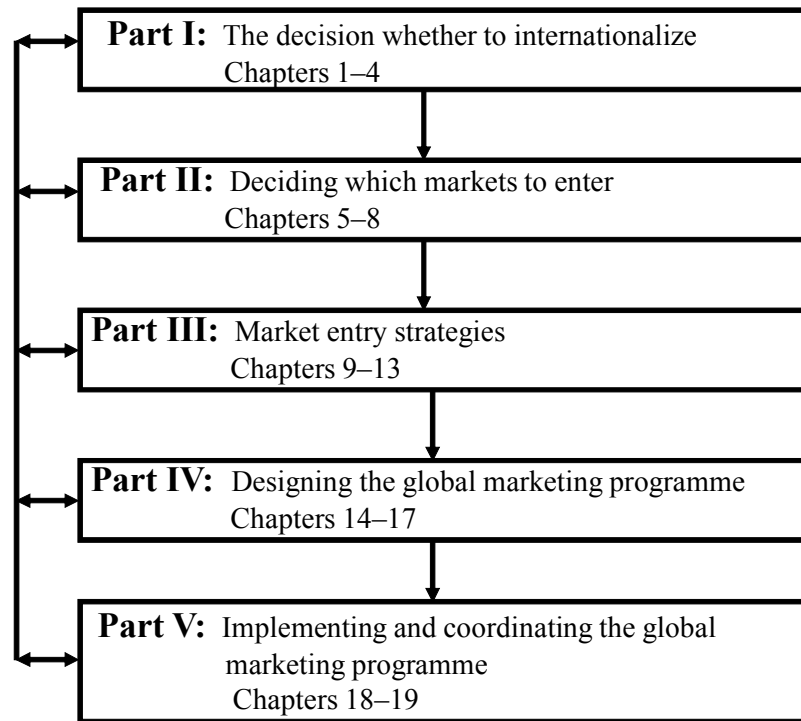 Part I: The decision whether to internationalize
Chapters 1–4
Part II: Deciding which markets to enter
Chapters 5–8
Part III: Market entry strategies
Chapters 9–13
Part IV: Designing the global marketing programme
Chapters 14–17
Part V: Implementing and coordinating the global
marketing programme
Chapters 18–19